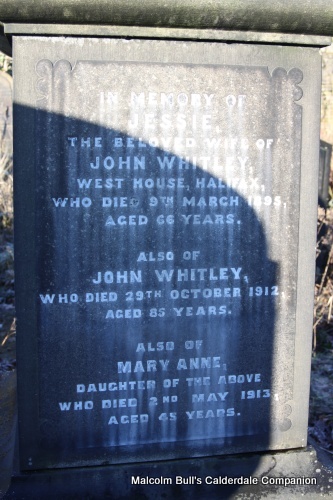 IN MEMORY OF
JESSIE,
THE BELOVED WIFE OF
JOHN WHITLEY,
WEST HOUSE, HALIFAX,
WHO DIED 9TH MARCH 1895,
AGED 66 YEARS.
ALSO OF
JOHN WHITLEY,
WHO DIED 29TH OCTOBER 1912,
AGED 85 YEARS.
ALSO OF
MARY ANNE,
DAUGHTER OF THE ABOVE
WHO DIED 2ND MAY 1913,
AGED 45 YEARS.
Malcolm Bull's Calderdale Companion